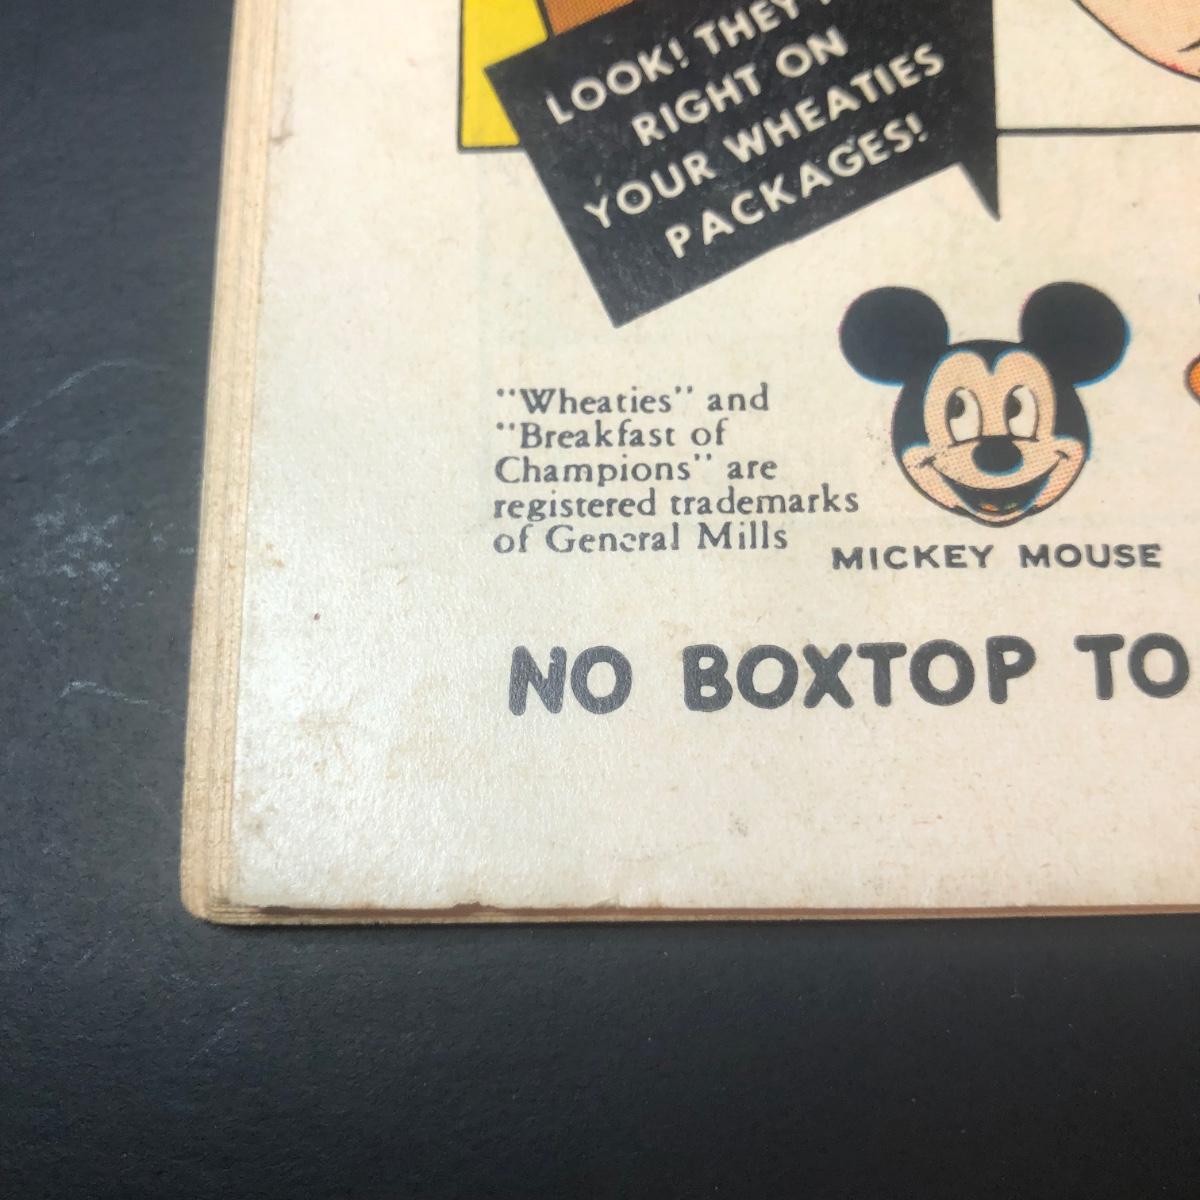 LOOK! THEY'R
RIGHT ON
YOUR WHEATIES
PACKAGES!
"Wheaties" and
"Breakfast of
Champions" are
registered trademarks
of General Mills
MICKEY MOUSE
NO BOXTOP TO